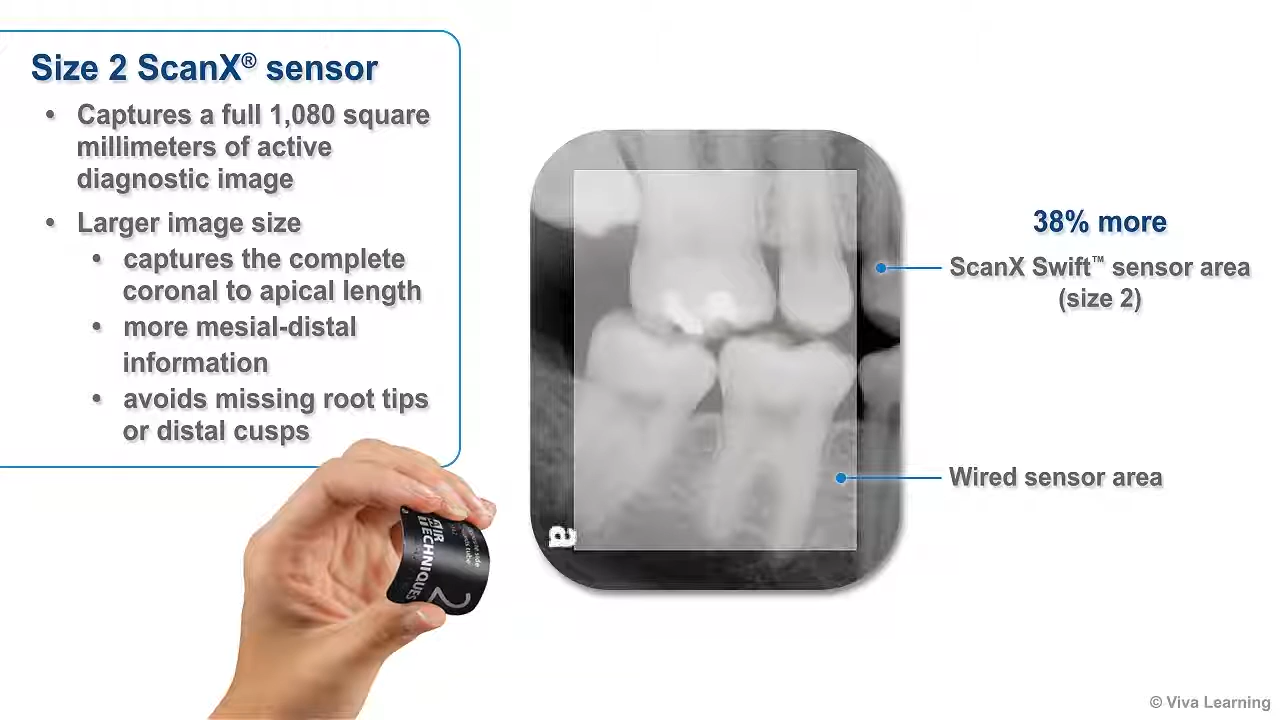 Size 2 ScanX® sensor
• Captures a full 1,080 square
millimeters of active
diagnostic image
• Larger image size
• captures the complete
coronal to apical length
• more mesial-distal
information
• avoids missing root tips
or distal cusps
38% more
ScanX Swift™ sensor area
(size 2)
Wired sensor area
a
a
AIR
TECHNIQUES
2
© Viva Learning